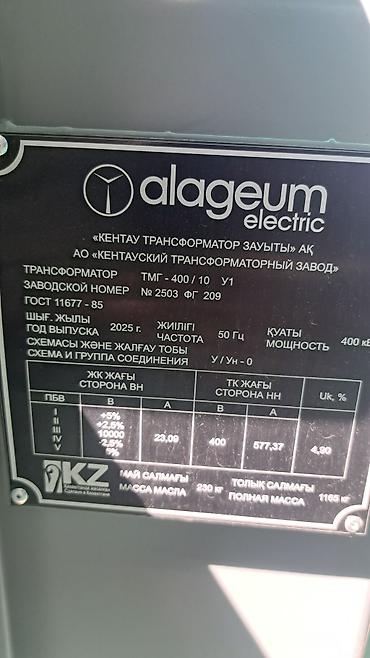 alageum
electric
«КЕНТАУ ТРАНСФОРМАТОР ЗАУЫТЫ» АҚ
АО «КЕНТАУСКИЙ ТРАНСФОРМАТОРНЫЙ ЗАВОД»
ТРАНСФОРМАТОР ТМГ - 400 / 10 У1
ЗАВОДСКОЙ НОМЕР № 2503 ФГ 209
ГОСТ 11677 - 85
ШЫҒ. ЖЫЛЫ ЖИІЛІГІ ҚУАТЫ
ГОД ВЫПУСКА 2025 г. ЧАСТОТА 50 Гц МОЩНОСТЬ 400 кВ
СХЕМАСЫ ЖӘНЕ ЖАЛҒАУ ТОБЫ
СХЕМА И ГРУППА СОЕДИНЕНИЯ У / Ун - 0
ЖК ЖАҒЫ ТК ЖАҒЫ
СТОРОНА ВН СТОРОНА НН Uк, %
ПБВ В А В А
I +5%
II +2,5%
III 10000 23,09 400 577,37 4,90
IV -2,5%
V 5%
KZ
МАЙ САЛМАҒЫ ТОЛЫҚ САЛМАҒЫ
МАССА МАСЛА 230 кг ПОЛНАЯ МАССА 1165 кг